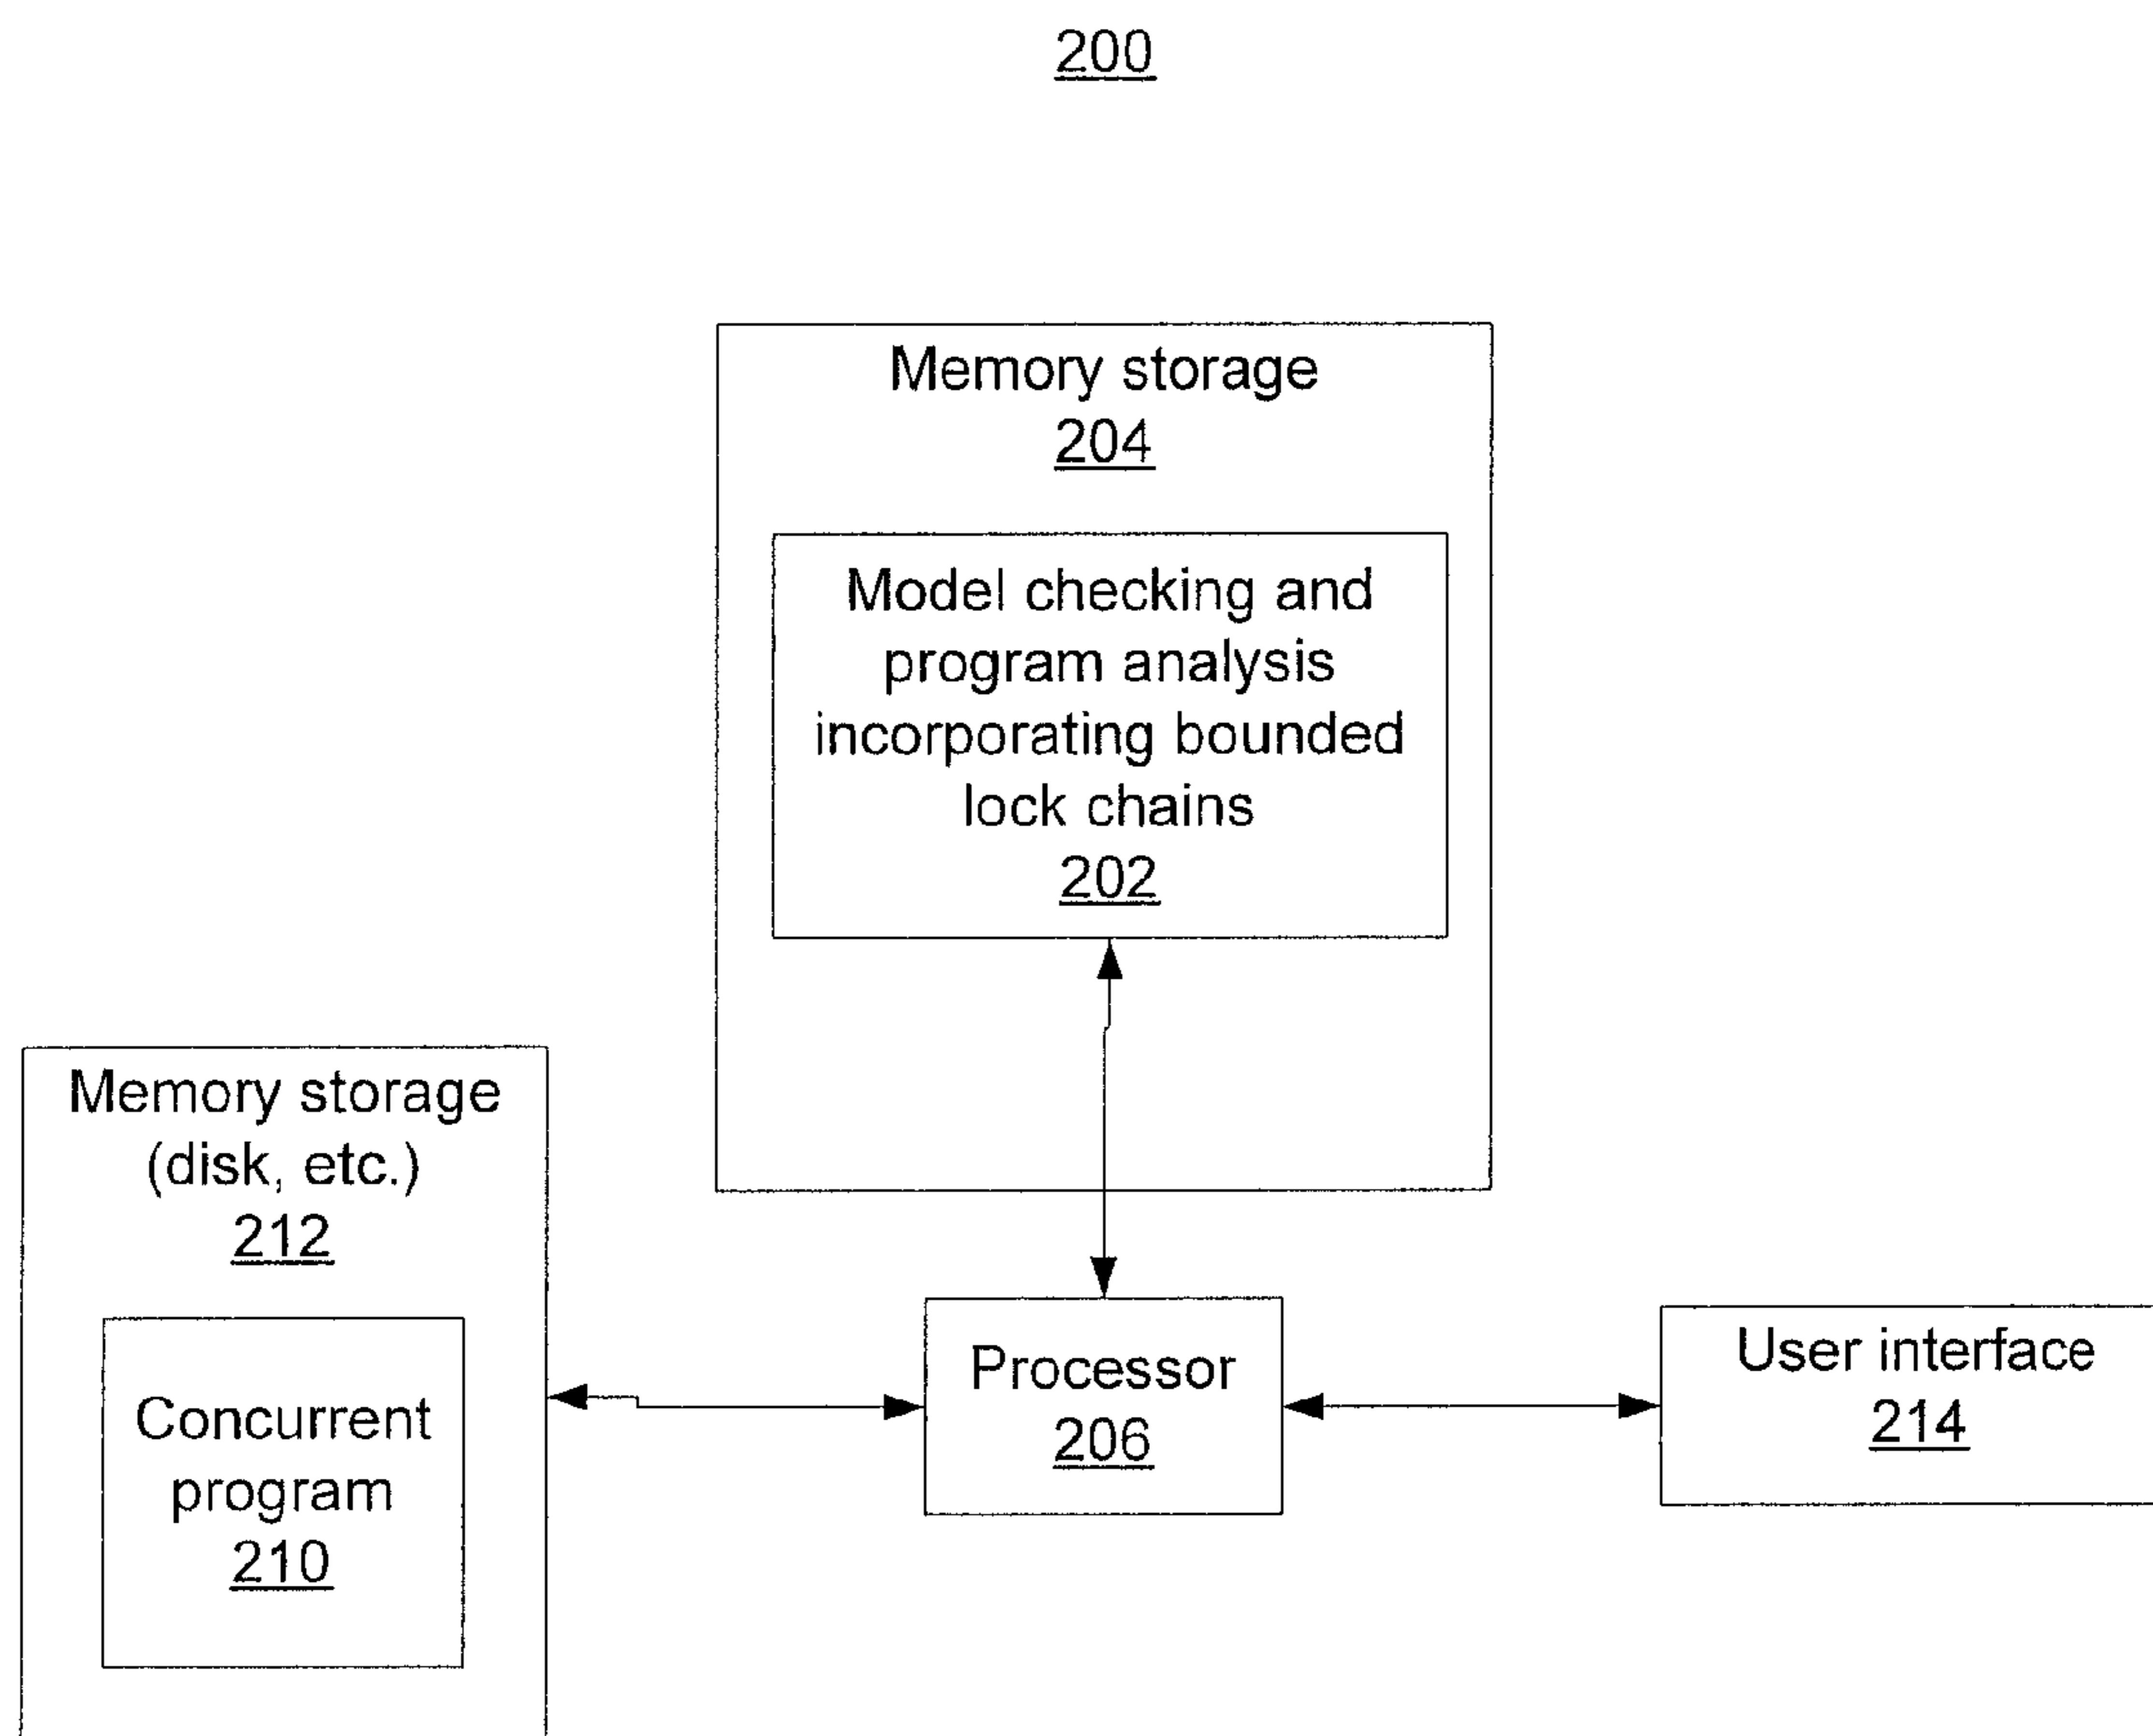 200
Memory storage
204
Model checking and
program analysis
incorporating bounded
lock chains
202
Memory storage
(disk, etc.)
212
Concurrent
program
210
Processor
206
User interface
214